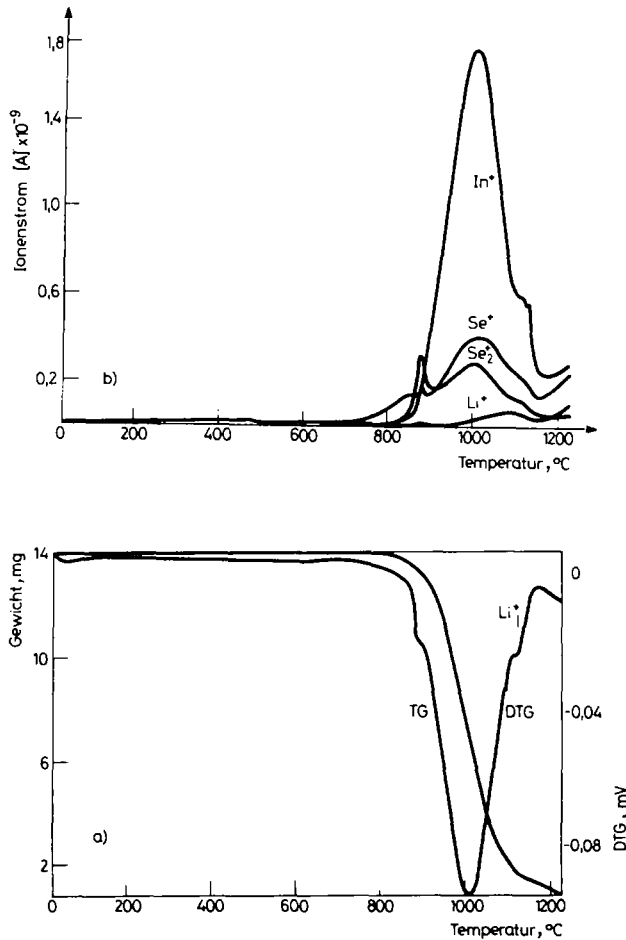 Ionenstrom [A] x10⁻⁹
1,8
1,4
1,0
0,6
0,2
In⁺
Se⁺
Se₂⁺
Li⁺
b)
0 200 400 600 800 1000 1200
Temperatur, °C
Gewicht, mg
14
10
6
2
0
-0,04
-0,08
DTG, mV
Li⁺
TG
DTG
a)
0 200 400 600 800 1000 1200
Temperatur, °C